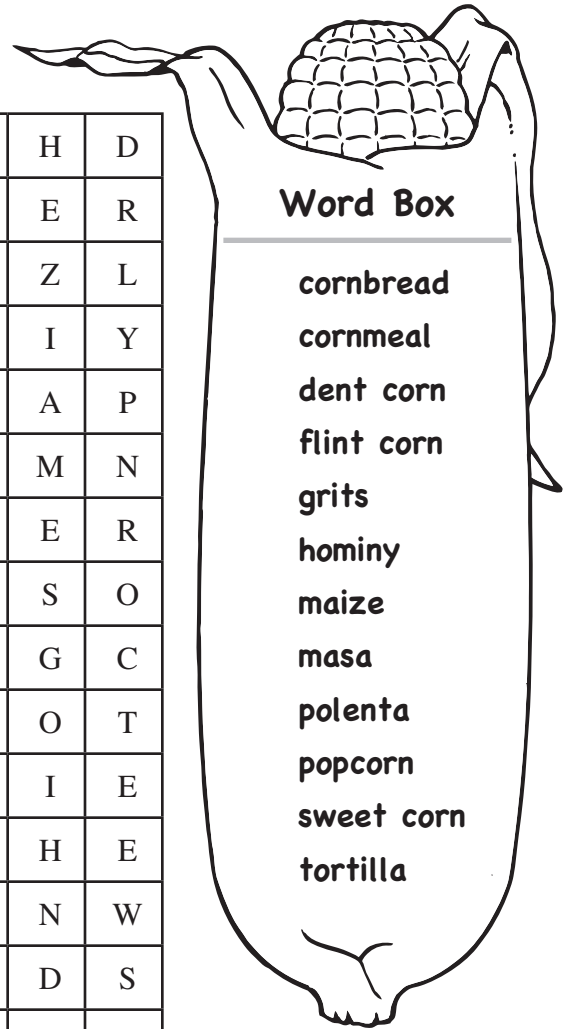 H D
E R
Z L
I Y
A P
M N
E R
S O
G C
O T
I E
H E
N W
D S
Word Box
cornbread
cornmeal
dent corn
flint corn
grits
hominy
maize
masa
polenta
popcorn
sweet corn
tortilla